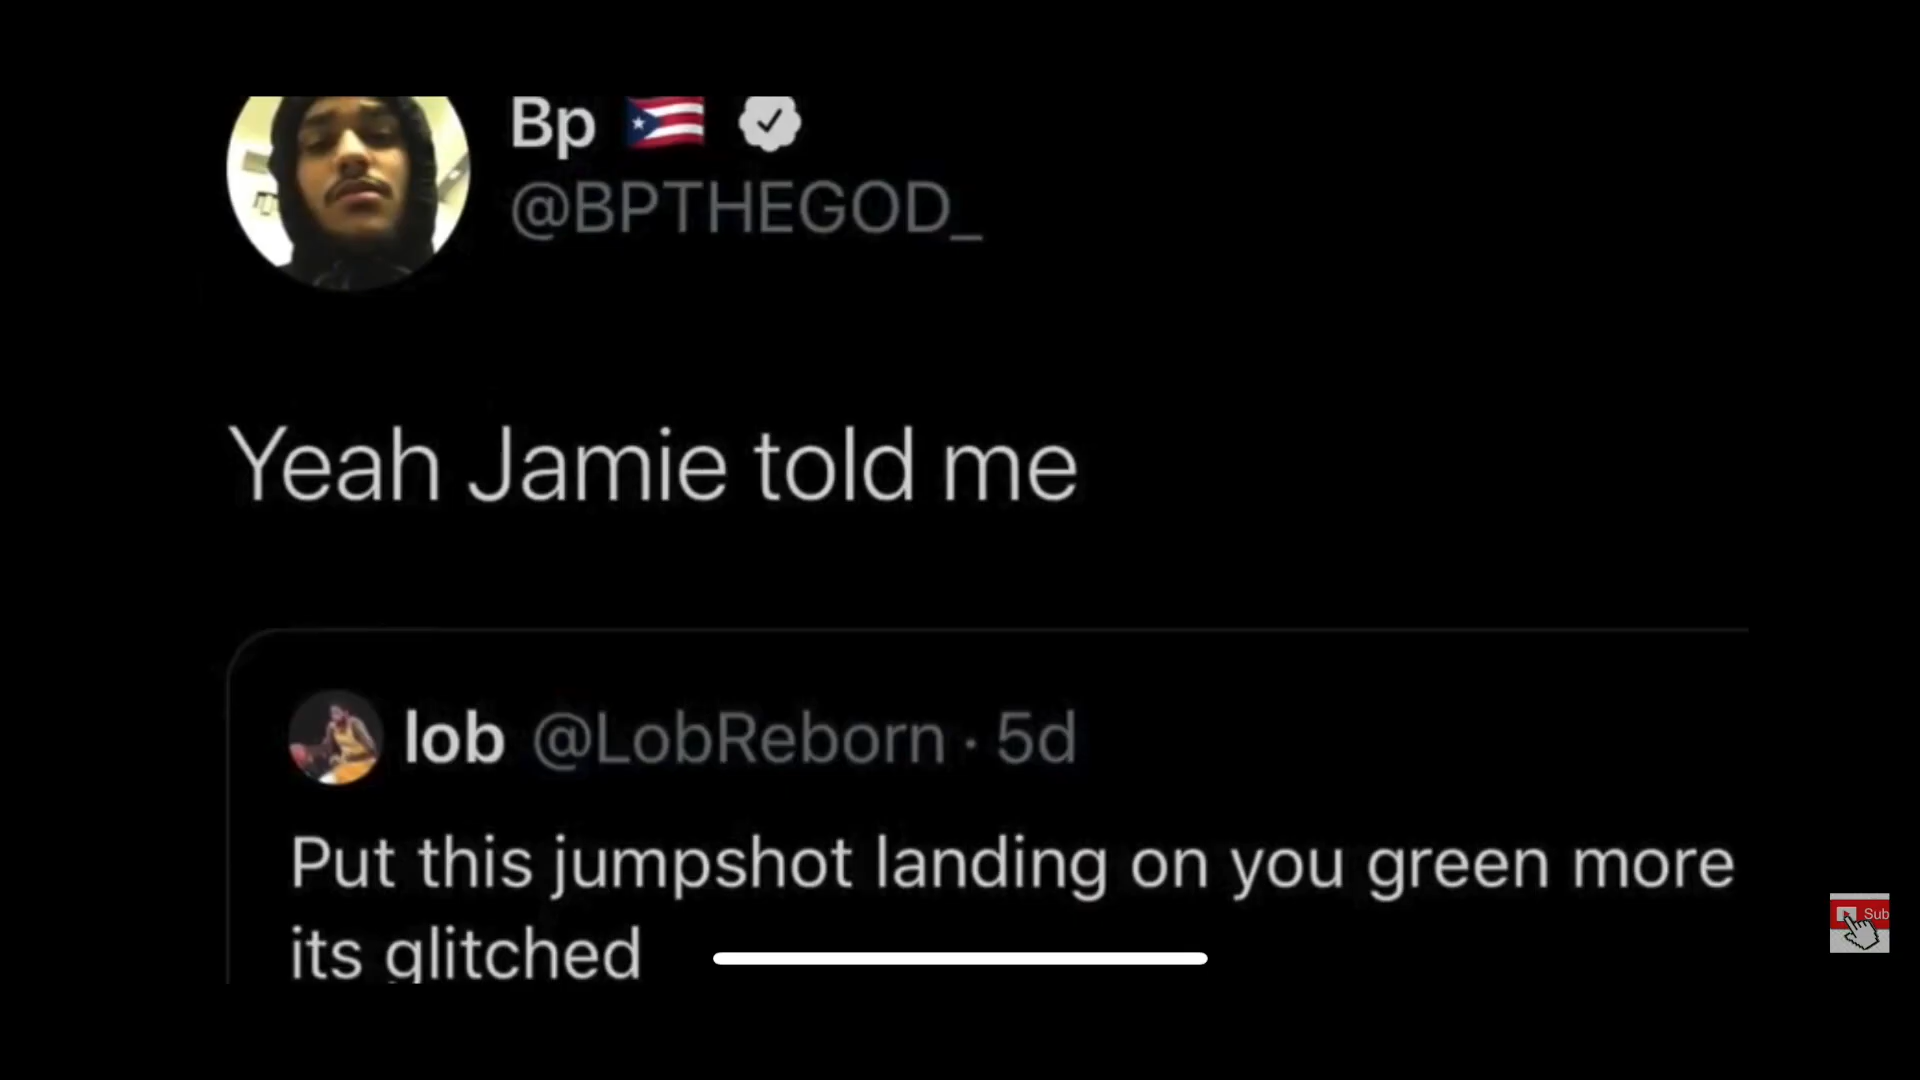 Bp 🇵🇷
@BPTHEGOD_
Yeah Jamie told me
lob @LobReborn · 5d
Put this jumpshot landing on you green more
its glitched
Sub